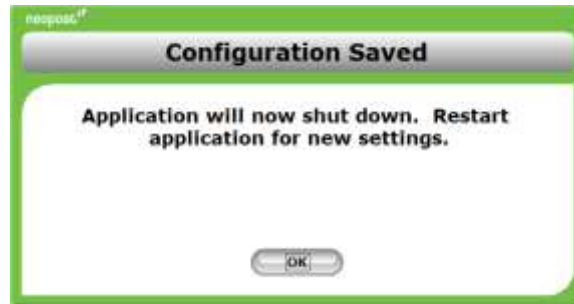 neopost
Configuration Saved
Application will now shut down.  Restart
application for new settings.
OK